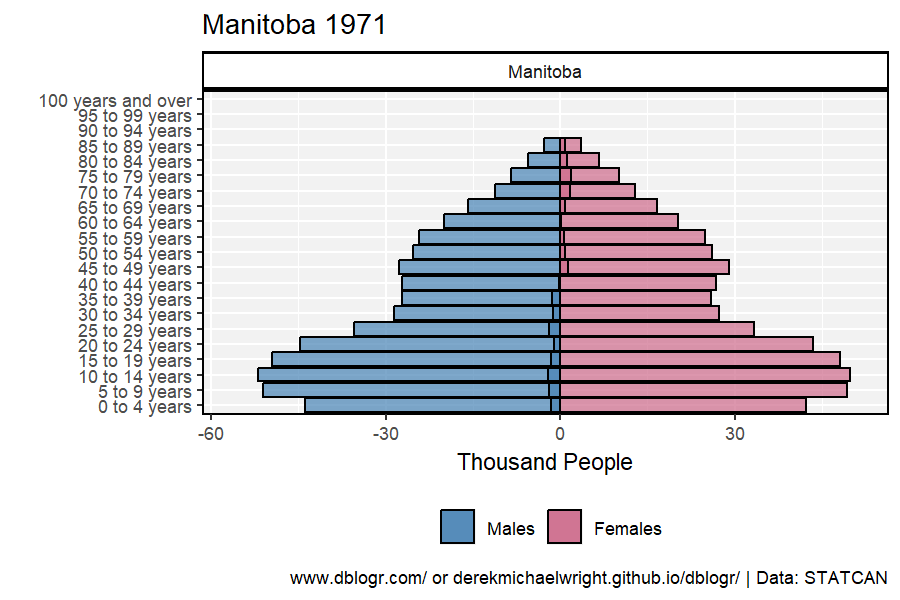 Manitoba 1971
Manitoba
100 years and over
95 to 99 years
90 to 94 years
85 to 89 years
80 to 84 years
75 to 79 years
70 to 74 years
65 to 69 years
60 to 64 years
55 to 59 years
50 to 54 years
45 to 49 years
40 to 44 years
35 to 39 years
30 to 34 years
25 to 29 years
20 to 24 years
15 to 19 years
10 to 14 years
5 to 9 years
0 to 4 years
-60 -30 0 30
Thousand People
Males Females
www.dblogr.com/ or derekmichaelwright.github.io/dblogr/ | Data: STATCAN